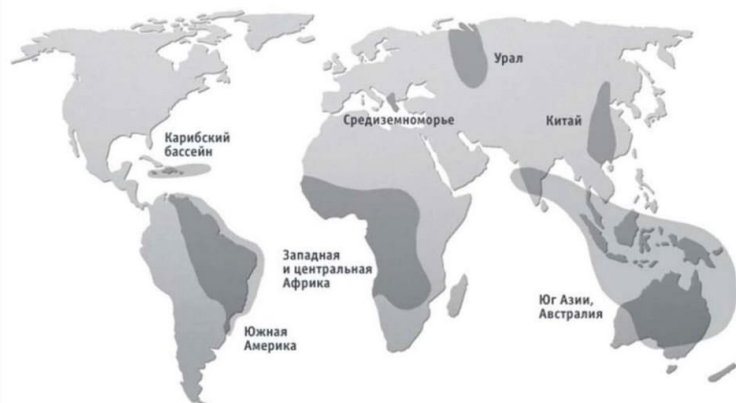 Урал
Средиземноморье
Китай
Карибский
бассейн
Западная
и центральная
Африка
Юг Азии,
Австралия
Южная
Америка